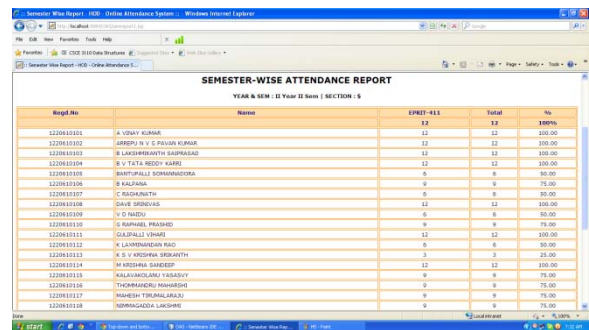 :: Semester Wise Report - HOD - Online Attendance System :: - Windows Internet Explorer
File Edit View Favorites Tools Help
Favorites
:: Semester Wise Report - HOD - Online Attendance S...
Page Safety Tools
SEMESTER-WISE ATTENDANCE REPORT
YEAR & SEM : II Year II Sem | SECTION : S
Regd.No Name EPRIT-411 Total %
12 12 100%
1220610101 A VINAY KUMAR 12 12 100.00
1220610102 ARREPU N V G PAVAN KUMAR 12 12 100.00
1220610103 B LAKSHMIKANTH SAIPRASAD 12 12 100.00
1220610104 B V TATA REDDY KARRI 12 12 100.00
1220610105 BANTUPALLI SOMANNADORA 6 6 50.00
1220610106 B KALPANA 9 9 75.00
1220610107 C RAGHUNATH 6 6 50.00
1220610108 DAVE SRINIVAS 12 12 100.00
1220610109 V D NAIDU 6 6 50.00
1220610110 G RAPHAEL PRASHID 9 9 75.00
1220610111 GULIPALLI VIHARI 12 12 100.00
1220610112 K LAXMINANDAN RAO 6 6 50.00
1220610113 K S V KRISHNA SRIKANTH 3 3 25.00
1220610114 M KRISHNA SANDEEP 12 12 100.00
1220610115 KALAVAKOLANU YASASVY 9 9 75.00
1220610116 THOMMANDRU MAHARSHI 9 9 75.00
1220610117 MAHESH TIRUMALARAJU 9 9 75.00
1220610118 NIMMAGADDA LAKSHMI 9 9 75.00
Done Local intranet 100%
start 7:32 AM